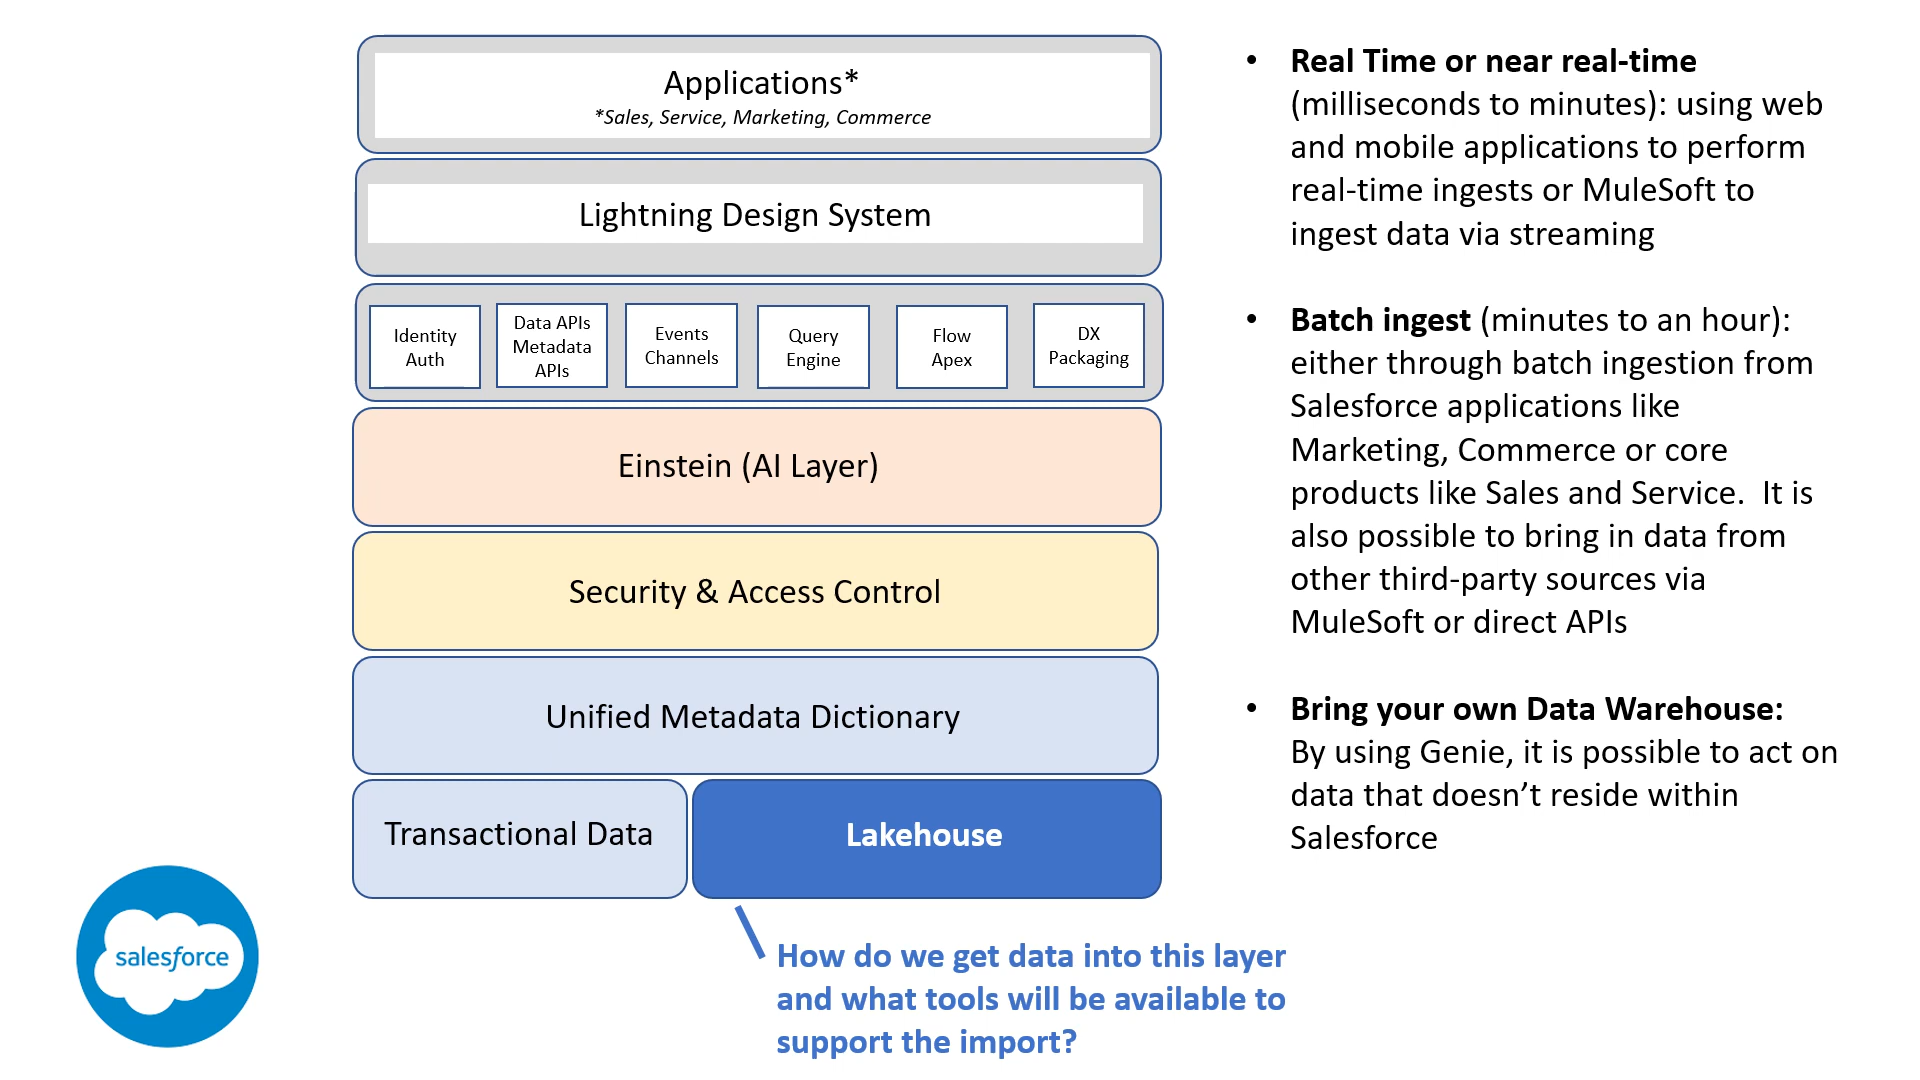 Applications*
*Sales, Service, Marketing, Commerce
Lightning Design System
Identity
Auth
Data APIs
Metadata
APIs
Events
Channels
Query
Engine
Flow
Apex
DX
Packaging
Einstein (AI Layer)
Security & Access Control
Unified Metadata Dictionary
Transactional Data
Lakehouse
salesforce
How do we get data into this layer
and what tools will be available to
support the import?
• Real Time or near real-time
(milliseconds to minutes): using web
and mobile applications to perform
real-time ingests or MuleSoft to
ingest data via streaming
• Batch ingest (minutes to an hour):
either through batch ingestion from
Salesforce applications like
Marketing, Commerce or core
products like Sales and Service.  It is
also possible to bring in data from
other third-party sources via
MuleSoft or direct APIs
• Bring your own Data Warehouse:
By using Genie, it is possible to act on
data that doesn’t reside within
Salesforce